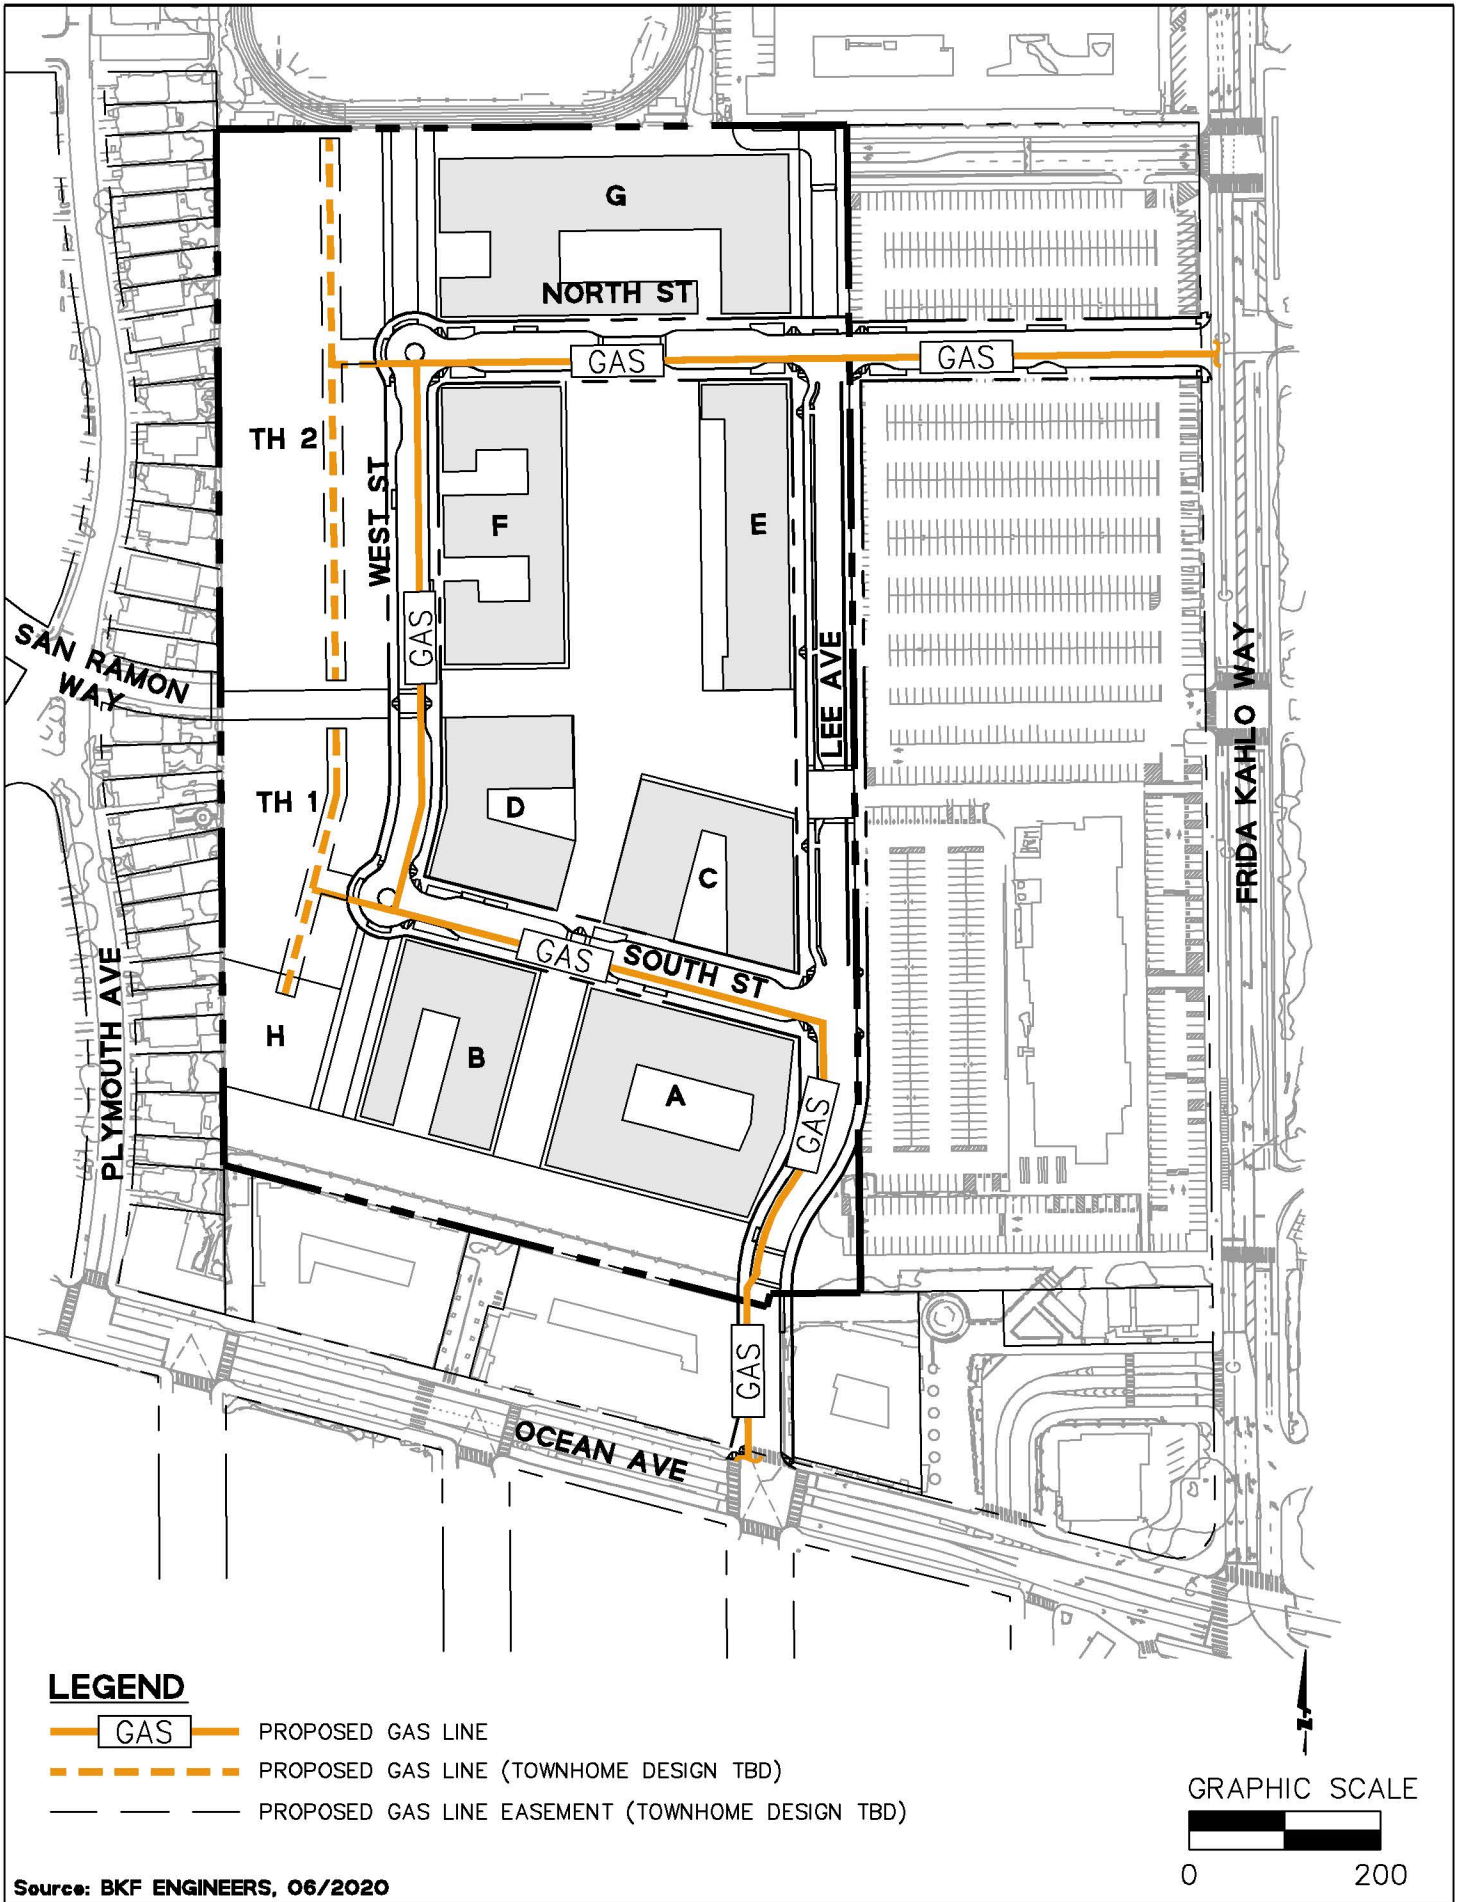 G
NORTH ST
GAS
GAS
TH 2
WEST ST
F
E
GAS
SAN RAMON
WAY
LEE AVE
FRIDA KAHLO WAY
TH 1
D
C
GAS
SOUTH ST
PLYMOUTH AVE
H
B
A
GAS
GAS
OCEAN AVE
LEGEND
GAS PROPOSED GAS LINE
PROPOSED GAS LINE (TOWNHOME DESIGN TBD)
PROPOSED GAS LINE EASEMENT (TOWNHOME DESIGN TBD)
GRAPHIC SCALE
0 200
Source: BKF ENGINEERS, 06/2020